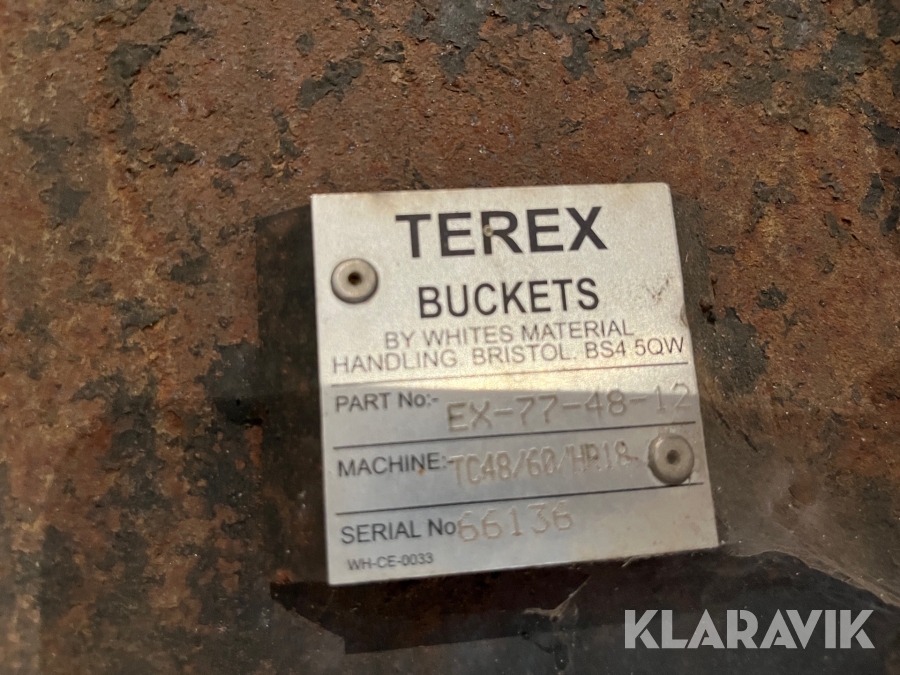 TEREX
BUCKETS
BY WHITES MATERIAL
HANDLING. BRISTOL. BS4 5QW
PART No:- EX-77-48-12
MACHINE:- TC48/60/HR18
SERIAL No 66136
WH-CE-0033
KLARAVIK